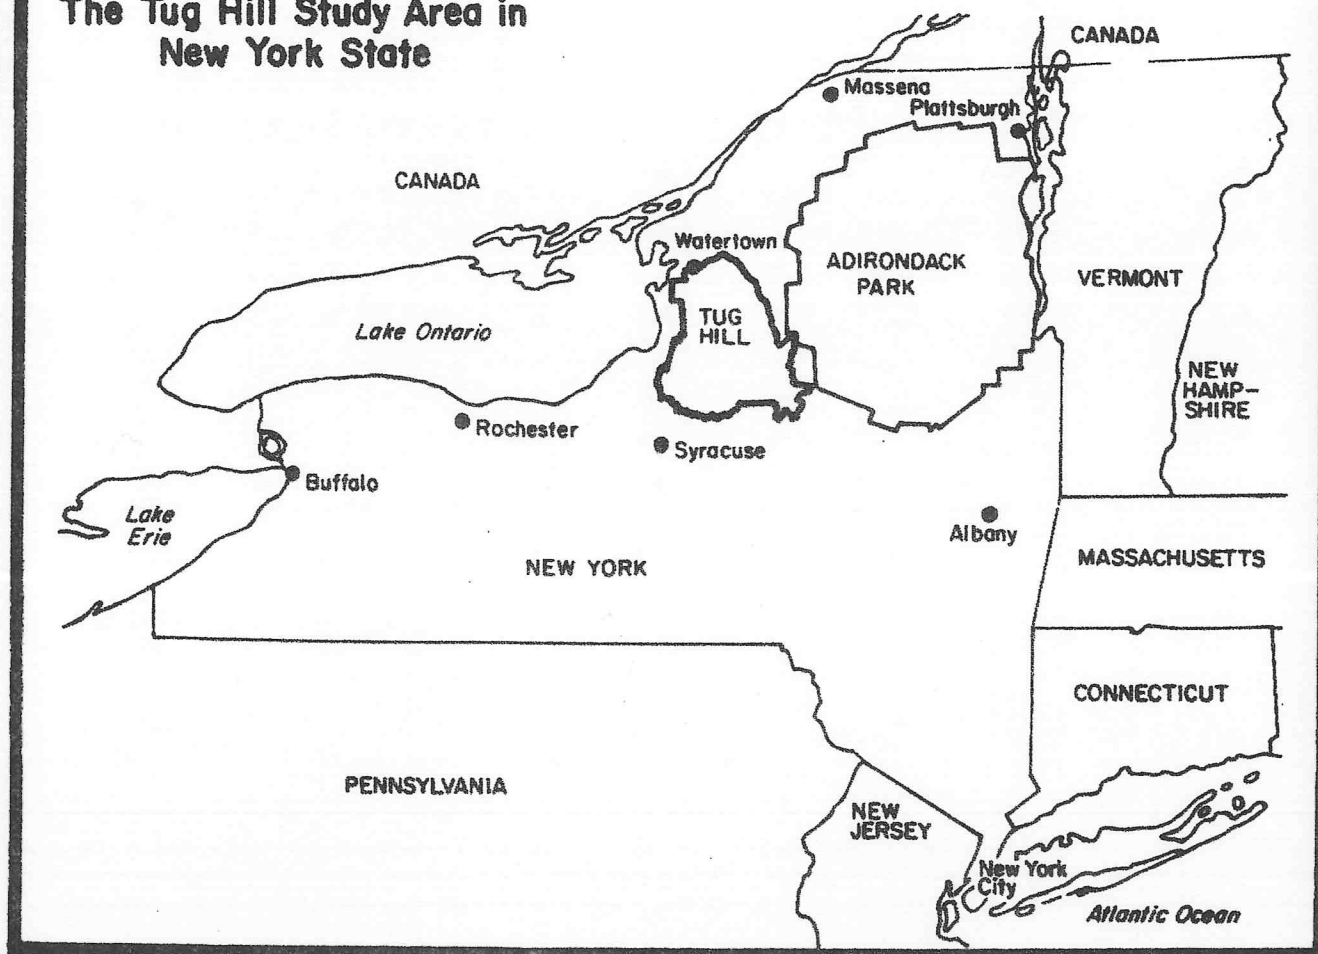 The Tug Hill Study Area in
New York State
CANADA
Massena
Plattsburgh
CANADA
Watertown
ADIRONDACK
PARK
VERMONT
TUG
HILL
Lake Ontario
NEW
HAMP-
SHIRE
Rochester
Syracuse
Buffalo
Lake
Erie
Albany
NEW YORK
MASSACHUSETTS
CONNECTICUT
PENNSYLVANIA
NEW
JERSEY
New York
City
Atlantic Ocean